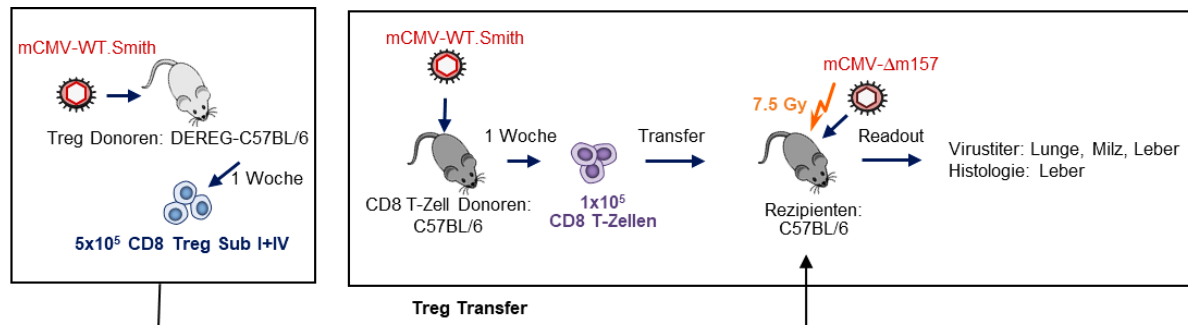 mCMV-WT.Smith
Treg Donoren: DEREG-C57BL/6
1 Woche
5x10⁵ CD8 Treg Sub I+IV
mCMV-WT.Smith
CD8 T-Zell Donoren:
C57BL/6
1 Woche
1x10⁵
CD8 T-Zellen
Transfer
mCMV-Δm157
7.5 Gy
Rezipienten:
C57BL/6
Readout
Virustiter: Lunge, Milz, Leber
Histologie: Leber
Treg Transfer